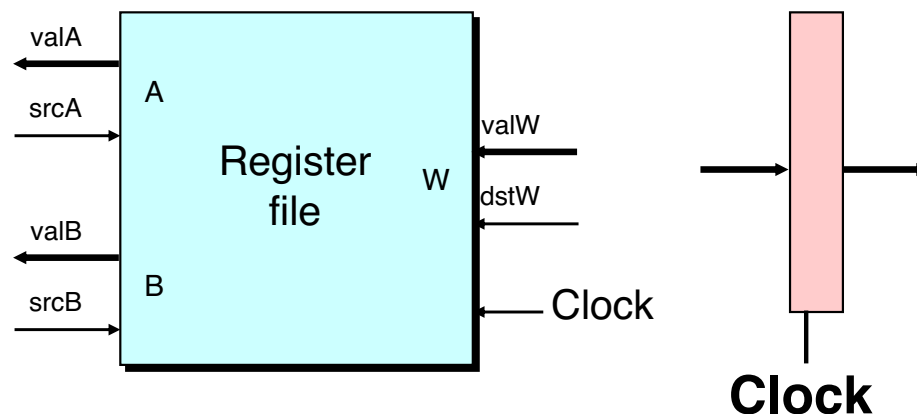 valA
A
srcA
valW
Register
file
W
dstW
valB
B
srcB
Clock
Clock